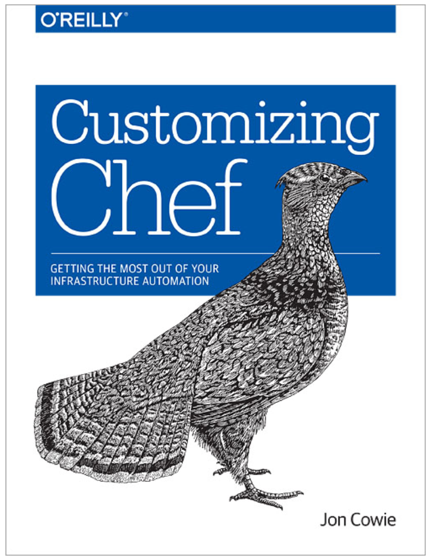 O'REILLY®
Customizing
Chef
GETTING THE MOST OUT OF YOUR
INFRASTRUCTURE AUTOMATION
Jon Cowie